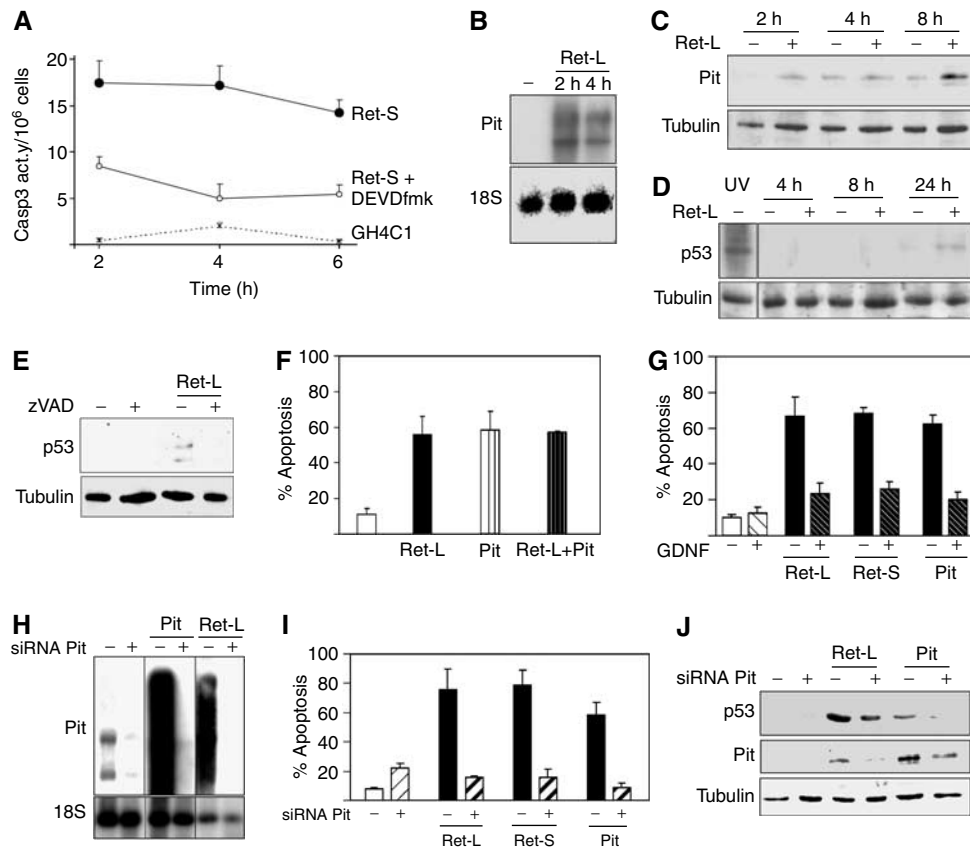 A
Casp3 act.y/10⁶ cells
20
15
10
5
2 4 6
Time (h)
Ret-S
Ret-S +
DEVDfmk
GH4C1
B
Ret-L
– 2 h 4 h
Pit
18S
C
2 h 4 h 8 h
Ret-L – + – + – +
Pit
Tubulin
D
UV 4 h 8 h 24 h
Ret-L – – + – + – +
p53
Tubulin
E
Ret-L
zVAD – + – +
p53
Tubulin
F
% Apoptosis
100
80
60
40
20
Ret-L Pit Ret-L+Pit
G
% Apoptosis
100
80
60
40
20
GDNF – + – + – + – +
Ret-L Ret-S Pit
H
Pit Ret-L
siRNA Pit – + – + – +
Pit
18S
I
% Apoptosis
100
80
60
40
20
siRNA Pit – + – + – + – +
Ret-L Ret-S Pit
J
Ret-L Pit
siRNA Pit – + – + – +
p53
Pit
Tubulin